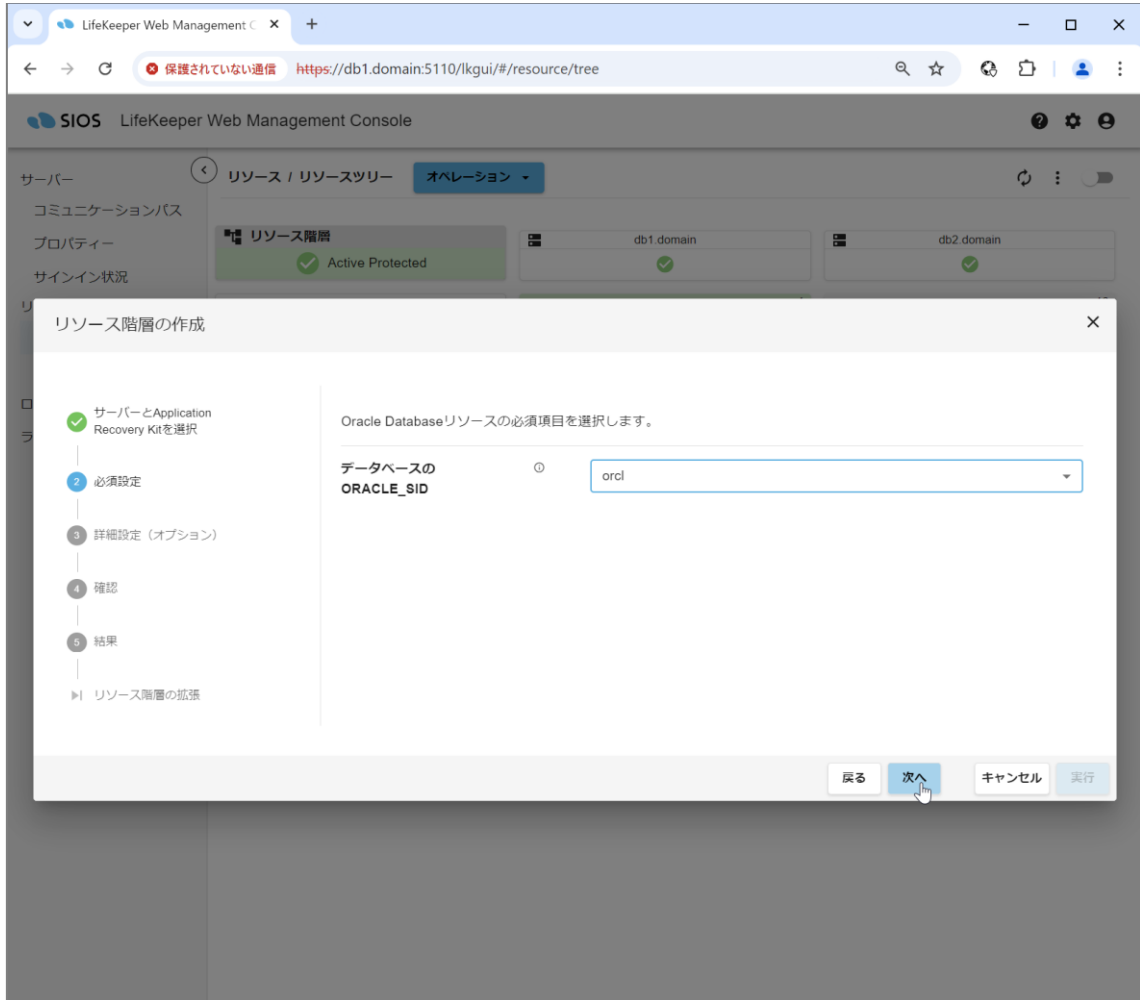 LifeKeeper Web Management C
保護されていない通信 https://db1.domain:5110/lkgui/#/resource/tree
SIOS LifeKeeper Web Management Console
サーバー
コミュニケーションパス
プロパティー
サインイン状況
リソース / リソースツリー オペレーション
リソース階層
Active Protected
db1.domain
db2.domain
リソース階層の作成
サーバーとApplication
Recovery Kitを選択
2 必須設定
3 詳細設定（オプション）
4 確認
5 結果
リソース階層の拡張
Oracle Databaseリソースの必須項目を選択します。
データベースの
ORACLE_SID
orcl
戻る 次へ キャンセル 実行